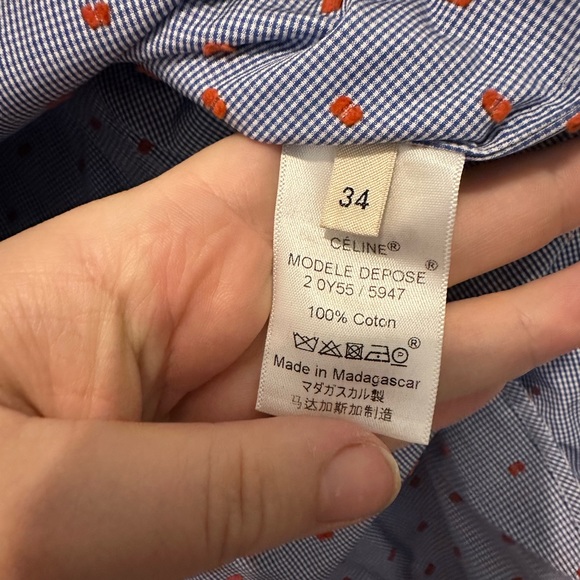 34
CÉLINE®
MODELE DEPOSE®
2 0Y55 / 5947
100% Coton
P ®
Made in Madagascar
マダガスカル製
马达加斯加制造